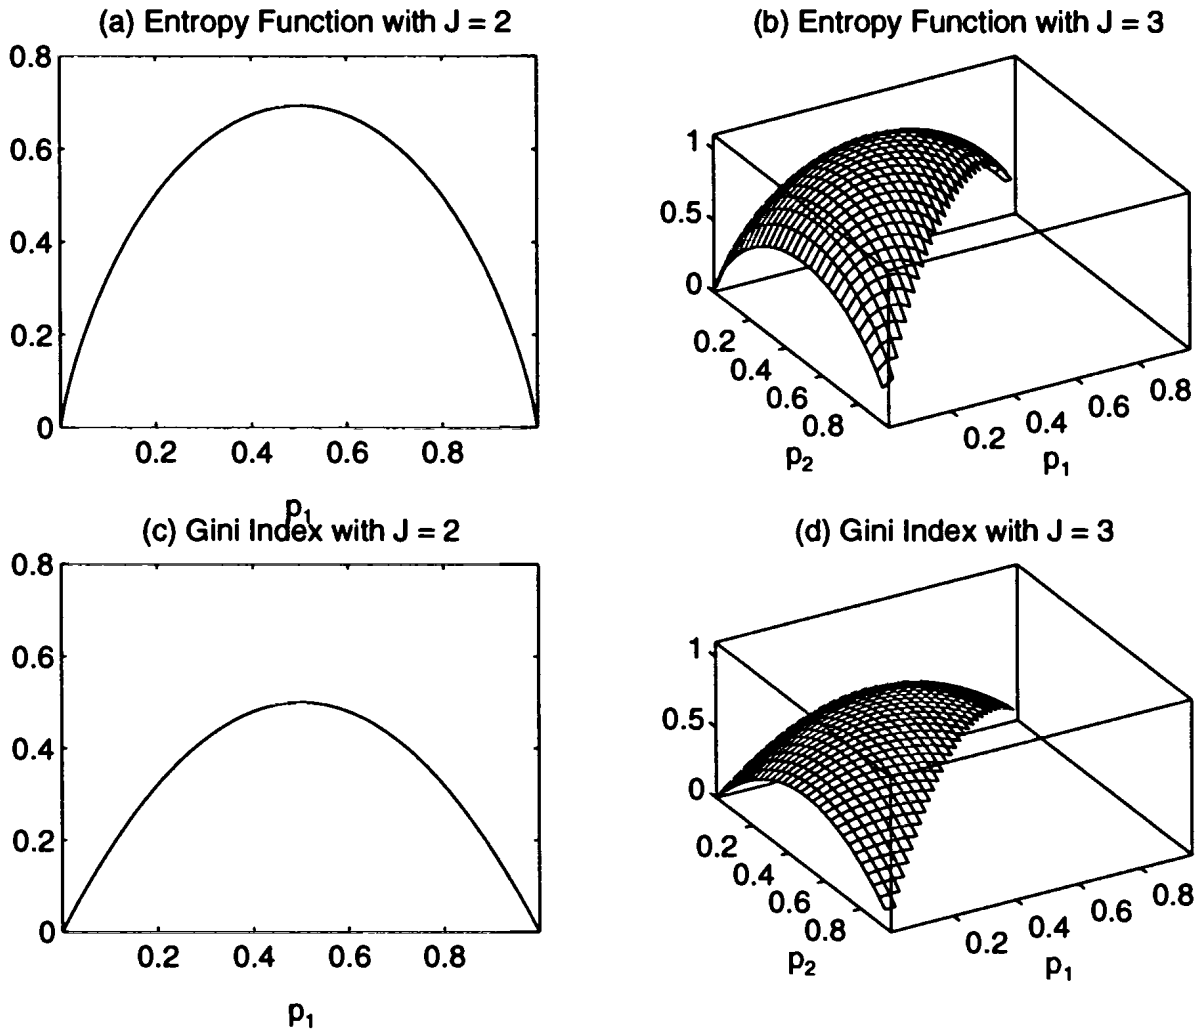 (a) Entropy Function with J = 2
0.8
0.6
0.4
0.2
0
0.2 0.4 0.6 0.8
p₁
(b) Entropy Function with J = 3
1
0.5
0
0.2
0.4
0.6
0.8
p₂
0.2 0.4 0.6 0.8
p₁
(c) Gini Index with J = 2
0.8
0.6
0.4
0.2
0
0.2 0.4 0.6 0.8
p₁
(d) Gini Index with J = 3
1
0.5
0
0.2
0.4
0.6
0.8
p₂
0.2 0.4 0.6 0.8
p₁